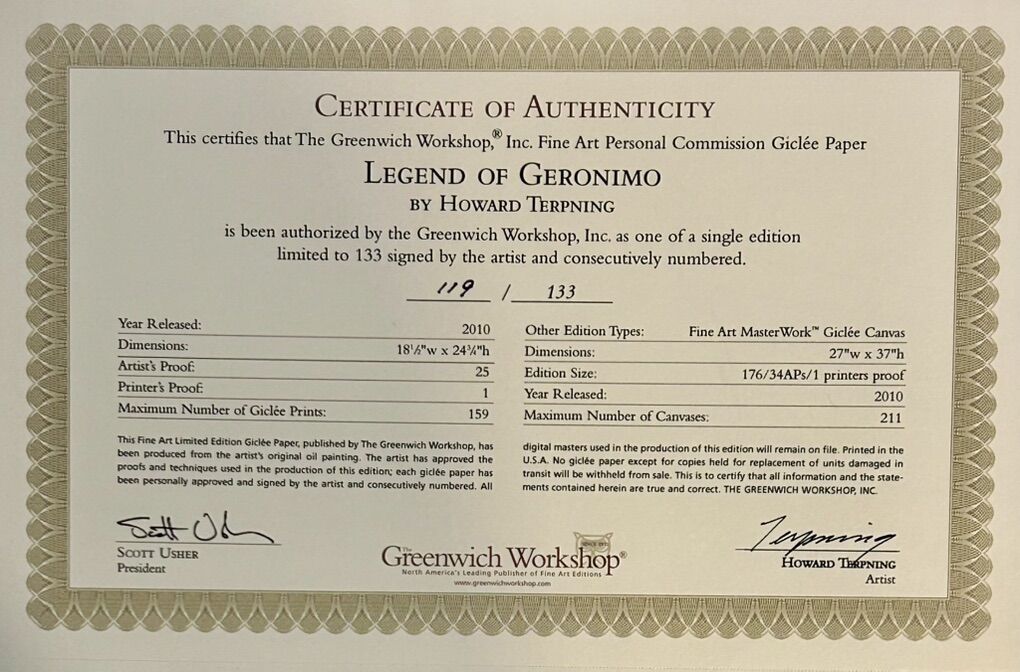 CERTIFICATE OF AUTHENTICITY
This certifies that The Greenwich Workshop,® Inc. Fine Art Personal Commission Giclée Paper
LEGEND OF GERONIMO
BY HOWARD TERPNING
is been authorized by the Greenwich Workshop, Inc. as one of a single edition
limited to 133 signed by the artist and consecutively numbered.
119 / 133
Year Released: 2010
Dimensions: 18½"w x 24¾"h
Artist's Proof: 25
Printer's Proof: 1
Maximum Number of Giclée Prints: 159
Other Edition Types: Fine Art MasterWork™ Giclée Canvas
Dimensions: 27"w x 37"h
Edition Size: 176/34APs/1 printers proof
Year Released: 2010
Maximum Number of Canvases: 211
This Fine Art Limited Edition Giclée Paper, published by The Greenwich Workshop, has
been produced from the artist's original oil painting. The artist has approved the
proofs and techniques used in the production of this edition; each giclée paper has
been personally approved and signed by the artist and consecutively numbered. All
digital masters used in the production of this edition will remain on file. Printed in the
U.S.A. No giclée paper except for copies held for replacement of units damaged in
transit will be withheld from sale. This is to certify that all information and the state-
ments contained herein are true and correct. THE GREENWICH WORKSHOP, INC.
Scott Usher
SCOTT USHER
President
The Greenwich Workshop®
North America's Leading Publisher of Fine Art Editions
www.greenwichworkshop.com
Terpning
HOWARD TERPNING
Artist